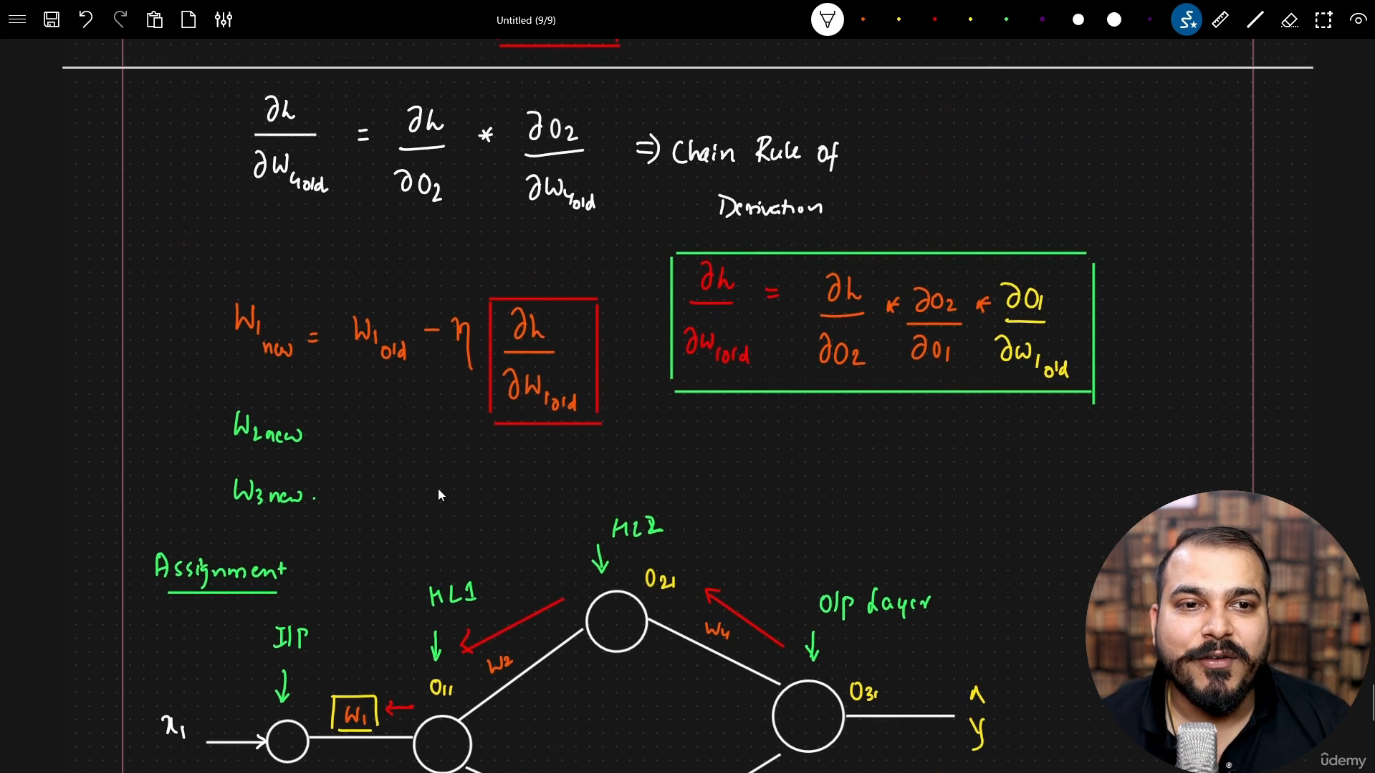 Untitled (9/9)
∂L/∂W₄old = ∂L/∂O2 * ∂O2/∂W₄old ⇒ Chain Rule of
Derivation
W₁new = W₁old - η ∂L/∂W₁old
∂L/∂W₁old = ∂L/∂O2 * ∂O2/∂O1 * ∂O1/∂W₁old
W₂new
W₃new.
Assignment
HL2
O21
HL1
O/P Layer
I/P
W4
W2
O11
O31
x₁
W₁
ŷ
ûdemy